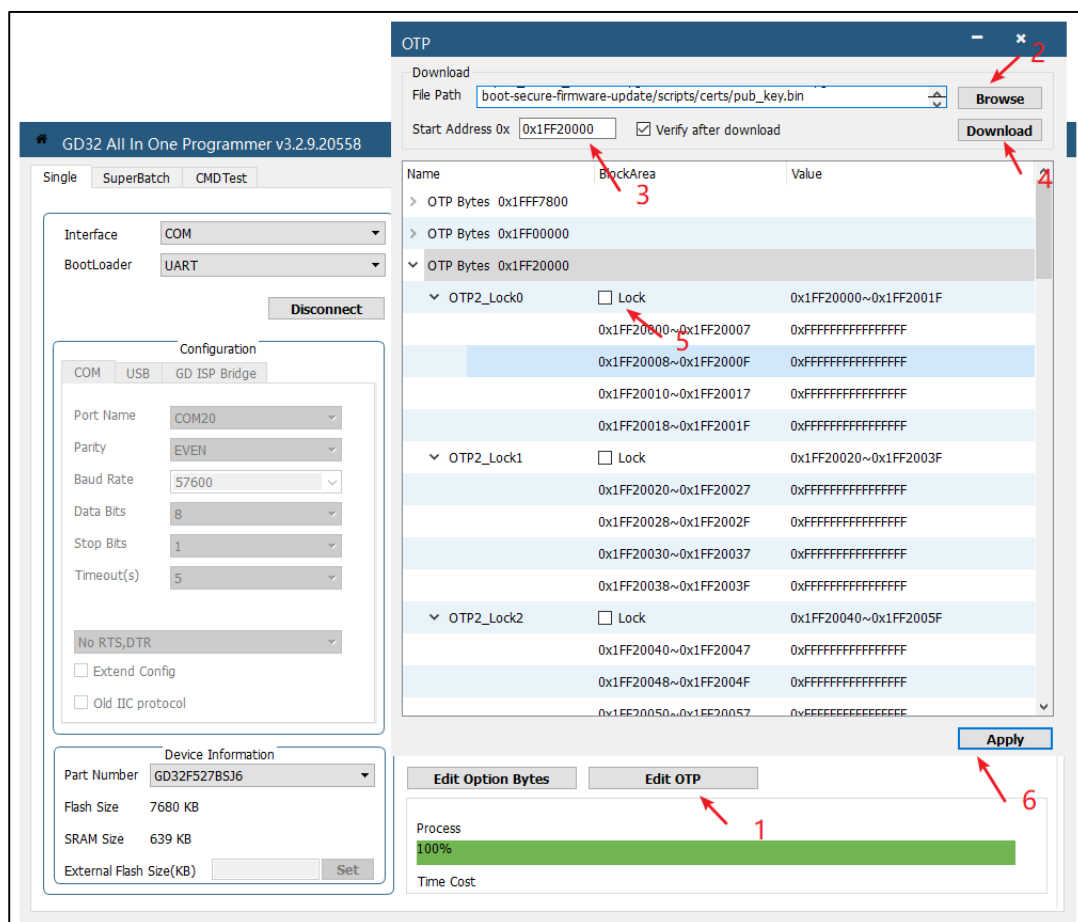 OTP
2
Download
File Path boot-secure-firmware-update/scripts/certs/pub_key.bin Browse
Start Address 0x 0x1FF20000 Verify after download Download
3
4
GD32 All In One Programmer v3.2.9.20558
Single SuperBatch CMDTest
Interface COM
BootLoader UART
Disconnect
Configuration
COM USB GD ISP Bridge
Port Name COM20
Parity EVEN
Baud Rate 57600
Data Bits 8
Stop Bits 1
Timeout(s) 5
No RTS,DTR
Extend Config
Old IIC protocol
Device Information
Part Number GD32F527BSJ6
Flash Size 7680 KB
SRAM Size 639 KB
External Flash Size(KB) Set
Name BlockArea Value
OTP Bytes 0x1FFF7800
OTP Bytes 0x1FF00000
OTP Bytes 0x1FF20000
OTP2_Lock0 Lock 0x1FF20000~0x1FF2001F
5
0x1FF20000~0x1FF20007 0xFFFFFFFFFFFFFFFF
0x1FF20008~0x1FF2000F 0xFFFFFFFFFFFFFFFF
0x1FF20010~0x1FF20017 0xFFFFFFFFFFFFFFFF
0x1FF20018~0x1FF2001F 0xFFFFFFFFFFFFFFFF
OTP2_Lock1 Lock 0x1FF20020~0x1FF2003F
0x1FF20020~0x1FF20027 0xFFFFFFFFFFFFFFFF
0x1FF20028~0x1FF2002F 0xFFFFFFFFFFFFFFFF
0x1FF20030~0x1FF20037 0xFFFFFFFFFFFFFFFF
0x1FF20038~0x1FF2003F 0xFFFFFFFFFFFFFFFF
OTP2_Lock2 Lock 0x1FF20040~0x1FF2005F
0x1FF20040~0x1FF20047 0xFFFFFFFFFFFFFFFF
0x1FF20048~0x1FF2004F 0xFFFFFFFFFFFFFFFF
0x1FF20050~0x1FF20057 0xFFFFFFFFFFFFFFFF
Apply
6
Edit Option Bytes Edit OTP
1
Process
100%
Time Cost